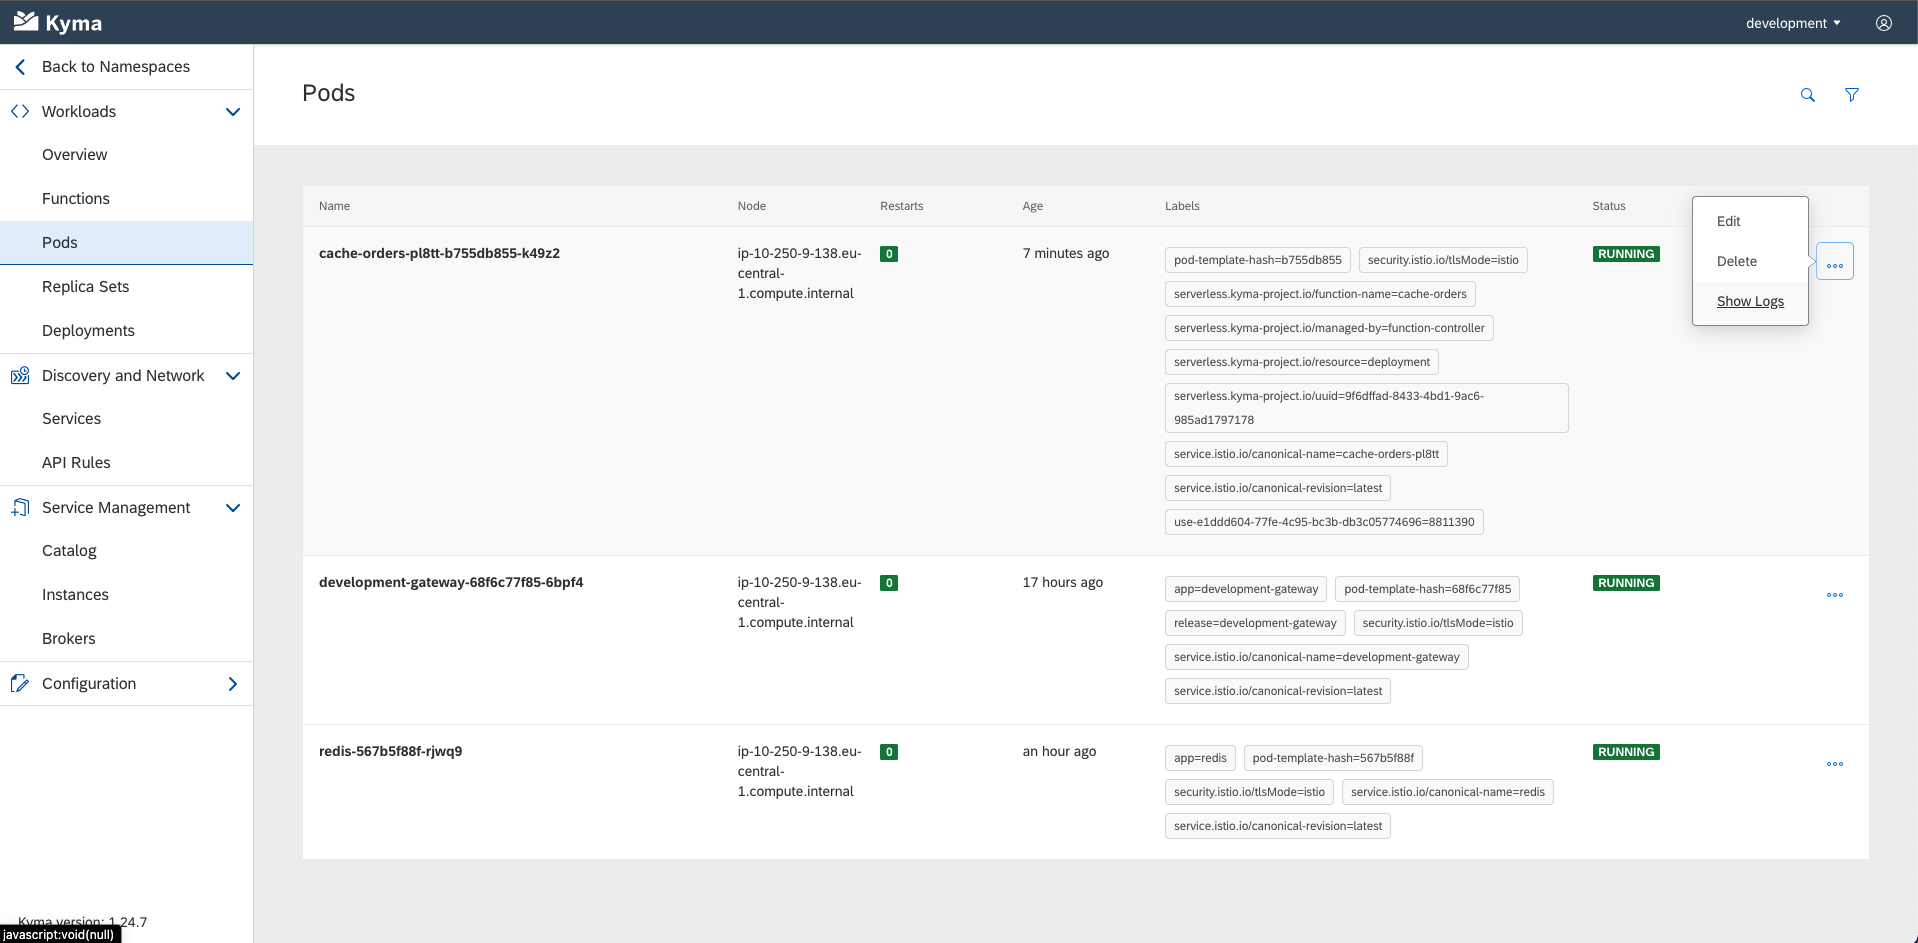 Kyma
development
Back to Namespaces
Workloads
Overview
Functions
Pods
Replica Sets
Deployments
Discovery and Network
Services
API Rules
Service Management
Catalog
Instances
Brokers
Configuration
Kyma version: 1.24.7
javascript:void(null)
Pods
Name Node Restarts Age Labels Status
cache-orders-pl8tt-b755db855-k49z2
ip-10-250-9-138.eu-
central-
1.compute.internal
0
7 minutes ago
pod-template-hash=b755db855 security.istio.io/tlsMode=istio
serverless.kyma-project.io/function-name=cache-orders
serverless.kyma-project.io/managed-by=function-controller
serverless.kyma-project.io/resource=deployment
serverless.kyma-project.io/uuid=9f6dffad-8433-4bd1-9ac6-
985ad1797178
service.istio.io/canonical-name=cache-orders-pl8tt
service.istio.io/canonical-revision=latest
use-e1ddd604-77fe-4c95-bc3b-db3c05774696=8811390
RUNNING
Edit
Delete
Show Logs
development-gateway-68f6c77f85-6bpf4
ip-10-250-9-138.eu-
central-
1.compute.internal
0
17 hours ago
app=development-gateway pod-template-hash=68f6c77f85
release=development-gateway security.istio.io/tlsMode=istio
service.istio.io/canonical-name=development-gateway
service.istio.io/canonical-revision=latest
RUNNING
redis-567b5f88f-rjwq9
ip-10-250-9-138.eu-
central-
1.compute.internal
0
an hour ago
app=redis pod-template-hash=567b5f88f
security.istio.io/tlsMode=istio service.istio.io/canonical-name=redis
service.istio.io/canonical-revision=latest
RUNNING